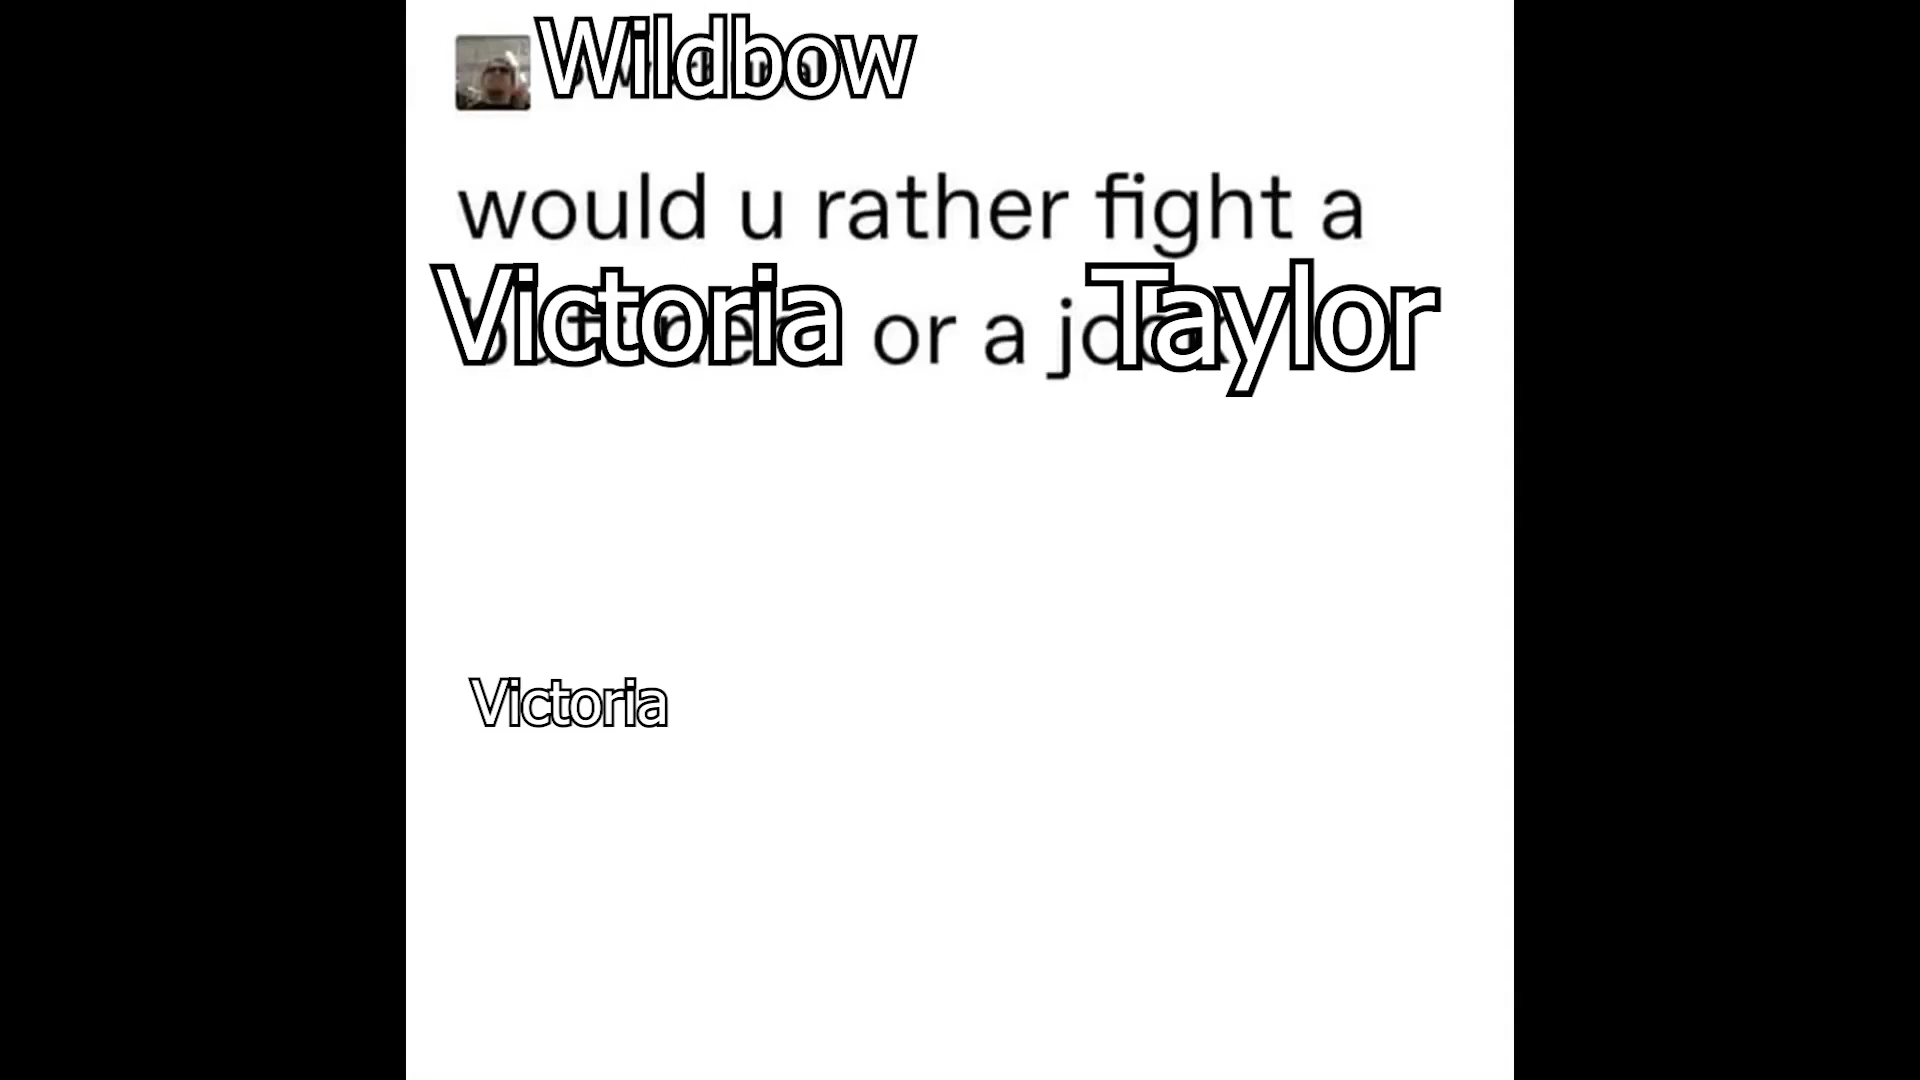 Wildbow
would u rather fight a
Victoria or a Taylor
Victoria